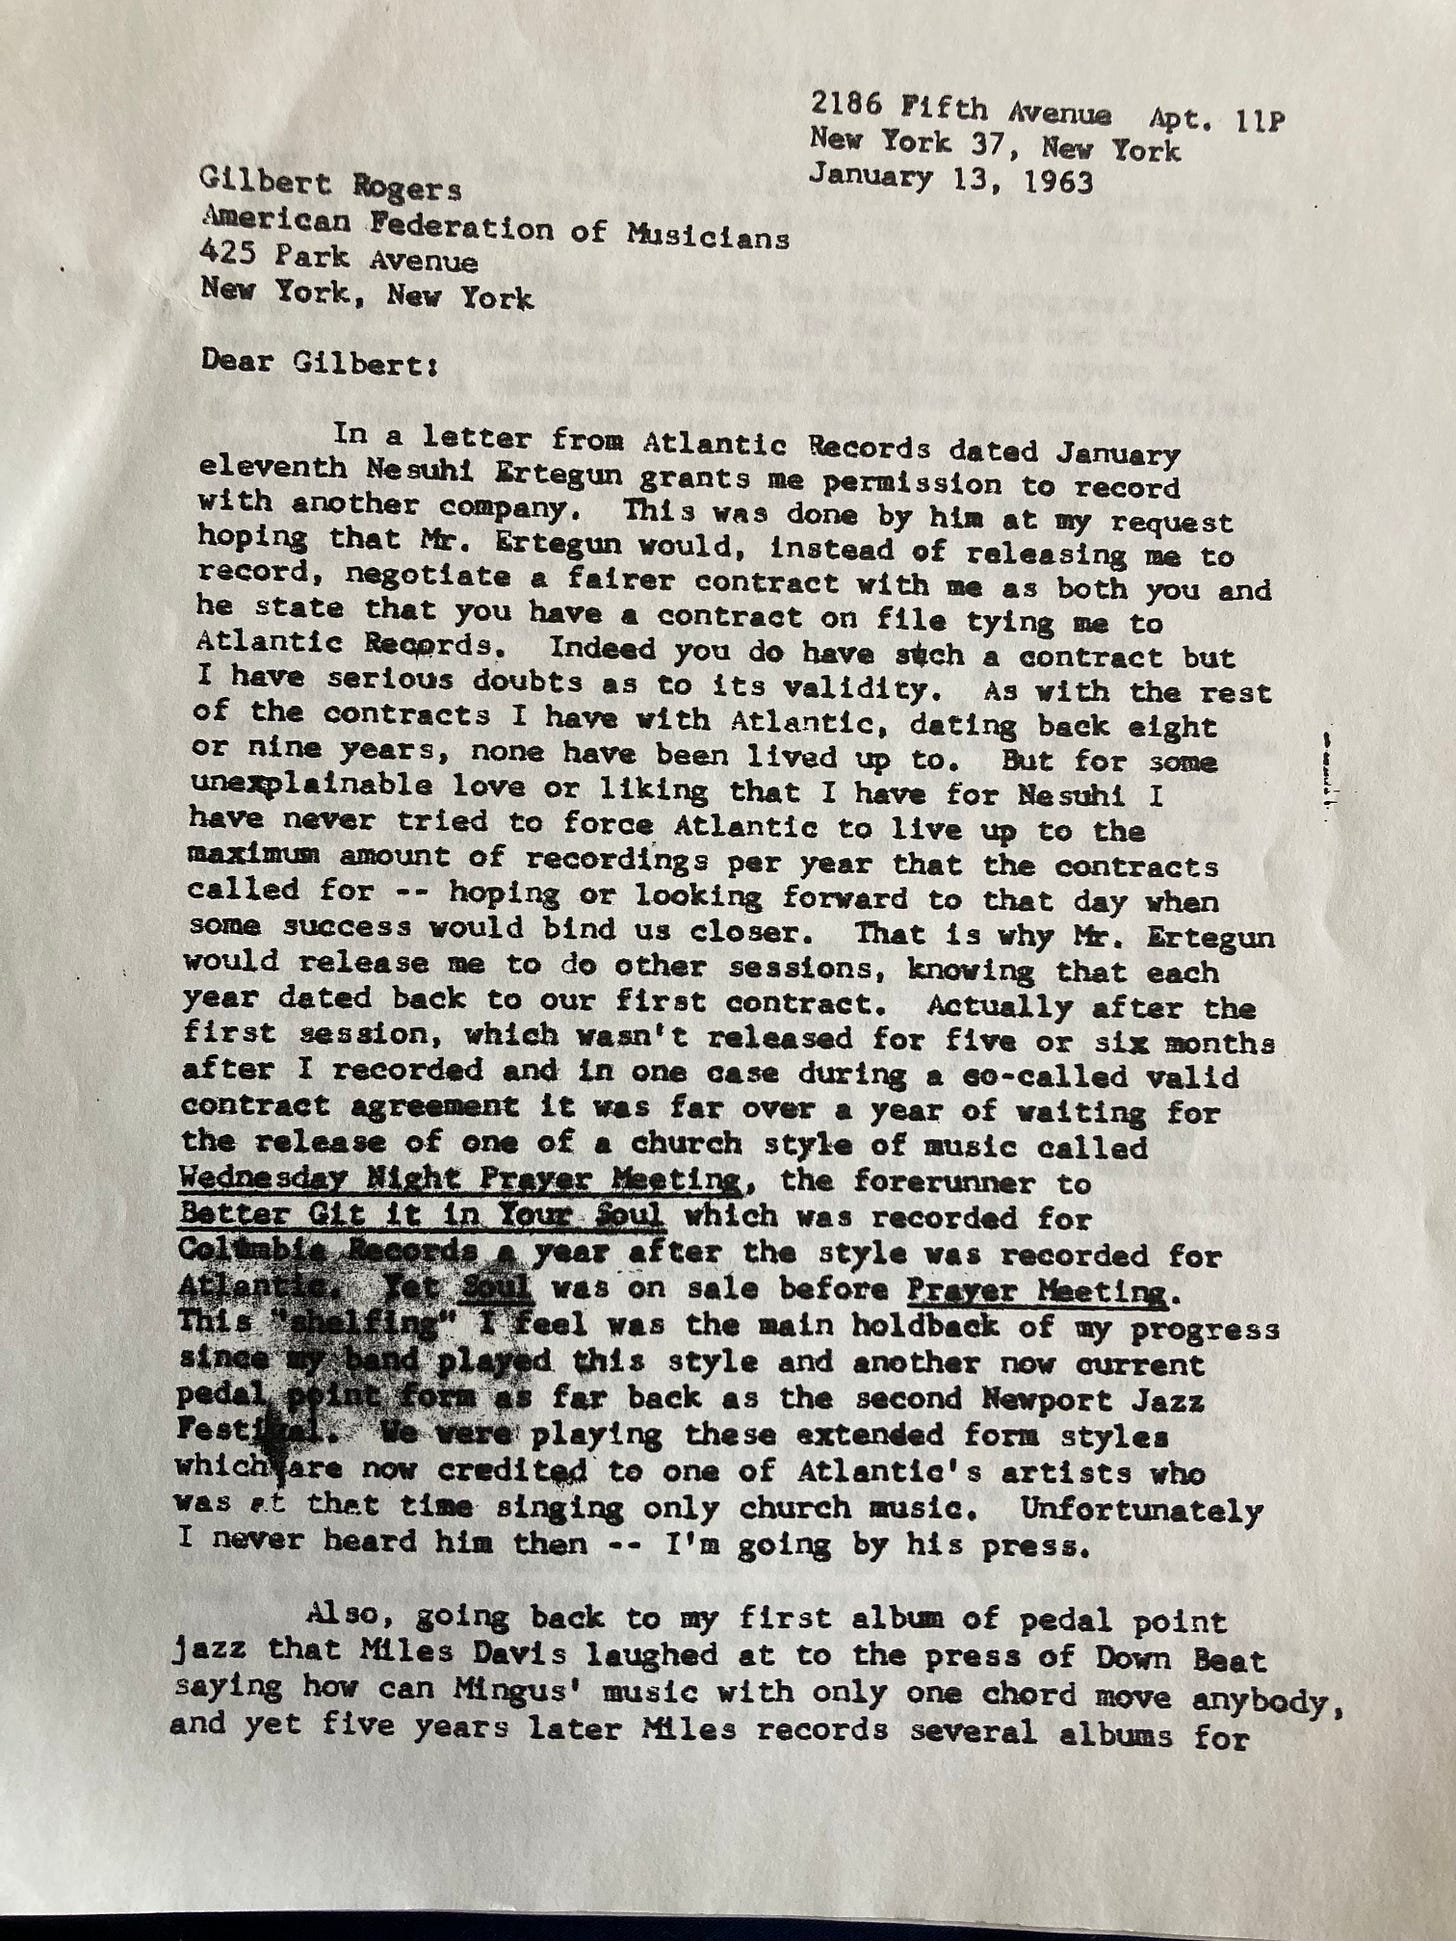 2186 Fifth Avenue Apt. 11P
New York 37, New York
January 13, 1963
Gilbert Rogers
American Federation of Musicians
425 Park Avenue
New York, New York
Dear Gilbert:
In a letter from Atlantic Records dated January
eleventh Nesuhi Ertegun grants me permission to record
with another company. This was done by him at my request
hoping that Mr. Ertegun would, instead of releasing me to
record, negotiate a fairer contract with me as both you and
he state that you have a contract on file tying me to
Atlantic Records. Indeed you do have such a contract but
I have serious doubts as to its validity. As with the rest
of the contracts I have with Atlantic, dating back eight
or nine years, none have been lived up to. But for some
unexplainable love or liking that I have for Nesuhi I
have never tried to force Atlantic to live up to the
maximum amount of recordings per year that the contracts
called for -- hoping or looking forward to that day when
some success would bind us closer. That is why Mr. Ertegun
would release me to do other sessions, knowing that each
year dated back to our first contract. Actually after the
first session, which wasn't released for five or six months
after I recorded and in one case during a so-called valid
contract agreement it was far over a year of waiting for
the release of one of a church style of music called
Wednesday Night Prayer Meeting, the forerunner to
Better Git it in Your Soul which was recorded for
Columbia Records a year after the style was recorded for
Atlantic. Yet Soul was on sale before Prayer Meeting.
This "shelfing" I feel was the main holdback of my progress
since my band played this style and another now current
pedal point form as far back as the second Newport Jazz
Festival. We were playing these extended form styles
which are now credited to one of Atlantic's artists who
was at that time singing only church music. Unfortunately
I never heard him then -- I'm going by his press.
Also, going back to my first album of pedal point
jazz that Miles Davis laughed at to the press of Down Beat
saying how can Mingus' music with only one chord move anybody,
and yet five years later Miles records several albums for